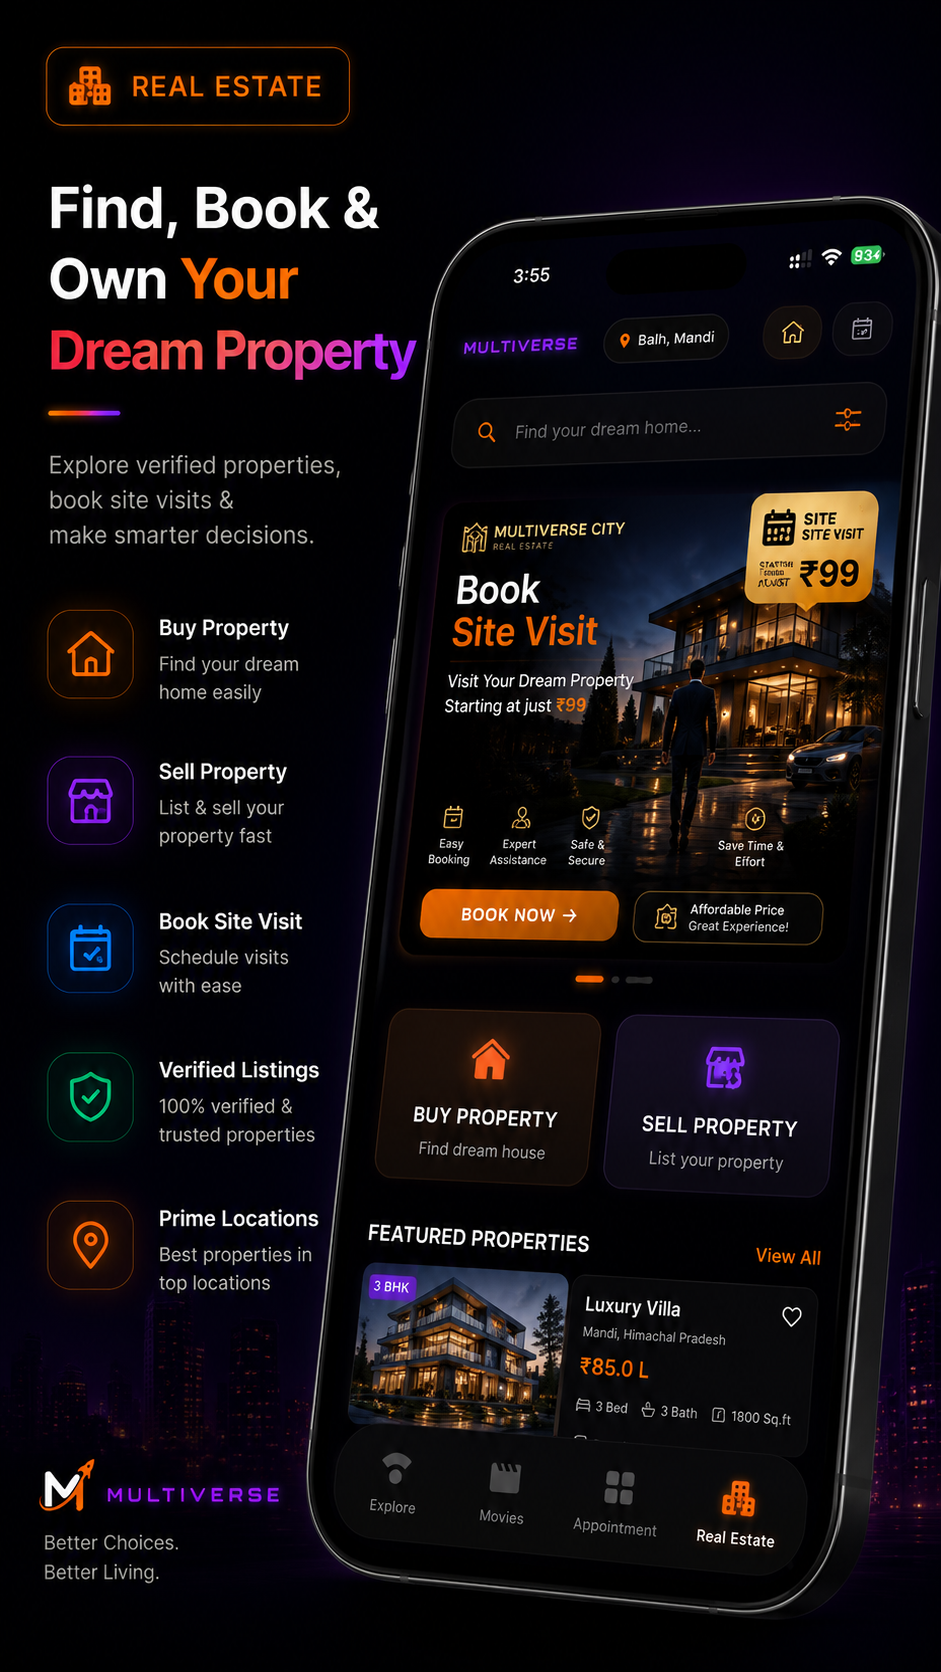 REAL ESTATE
Find, Book &
Own Your
Dream Property
Explore verified properties,
book site visits &
make smarter decisions.
Buy Property
Find your dream
home easily
Sell Property
List & sell your
property fast
Book Site Visit
Schedule visits
with ease
Verified Listings
100% verified &
trusted properties
Prime Locations
Best properties in
top locations
MULTIVERSE
Better Choices.
Better Living.
3:55
93
MULTIVERSE
Balh, Mandi
Find your dream home...
MULTIVERSE CITY
REAL ESTATE
SITE
SITE VISIT
₹99
Book
Site Visit
Visit Your Dream Property
Starting at just ₹99
Easy
Booking
Expert
Assistance
Safe &
Secure
Save Time &
Effort
BOOK NOW →
Affordable Price
Great Experience!
BUY PROPERTY
Find dream house
SELL PROPERTY
List your property
FEATURED PROPERTIES
View All
3 BHK
Luxury Villa
Mandi, Himachal Pradesh
₹85.0 L
3 Bed
3 Bath
1800 Sq.ft
Explore
Movies
Appointment
Real Estate